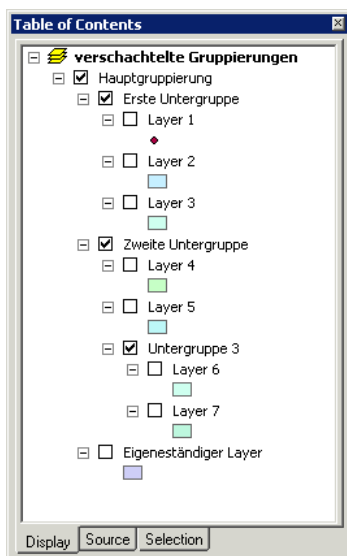 Table of Contents
verschachtelte Gruppierungen
Hauptgruppierung
Erste Untergruppe
Layer 1
Layer 2
Layer 3
Zweite Untergruppe
Layer 4
Layer 5
Untergruppe 3
Layer 6
Layer 7
Eigeneständiger Layer
Display Source Selection